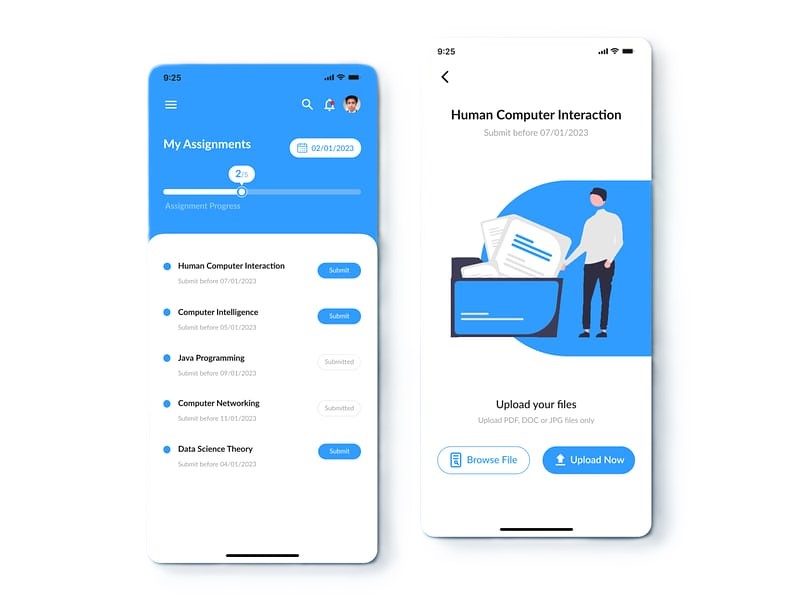 9:25
My Assignments
02/01/2023
2/5
Assignment Progress
Human Computer Interaction
Submit before 07/01/2023
Submit
Computer Intelligence
Submit before 05/01/2023
Submit
Java Programming
Submit before 09/01/2023
Submitted
Computer Networking
Submit before 11/01/2023
Submitted
Data Science Theory
Submit before 04/01/2023
Submit
9:25
Human Computer Interaction
Submit before 07/01/2023
Upload your files
Upload PDF, DOC or JPG files only
Browse File
Upload Now